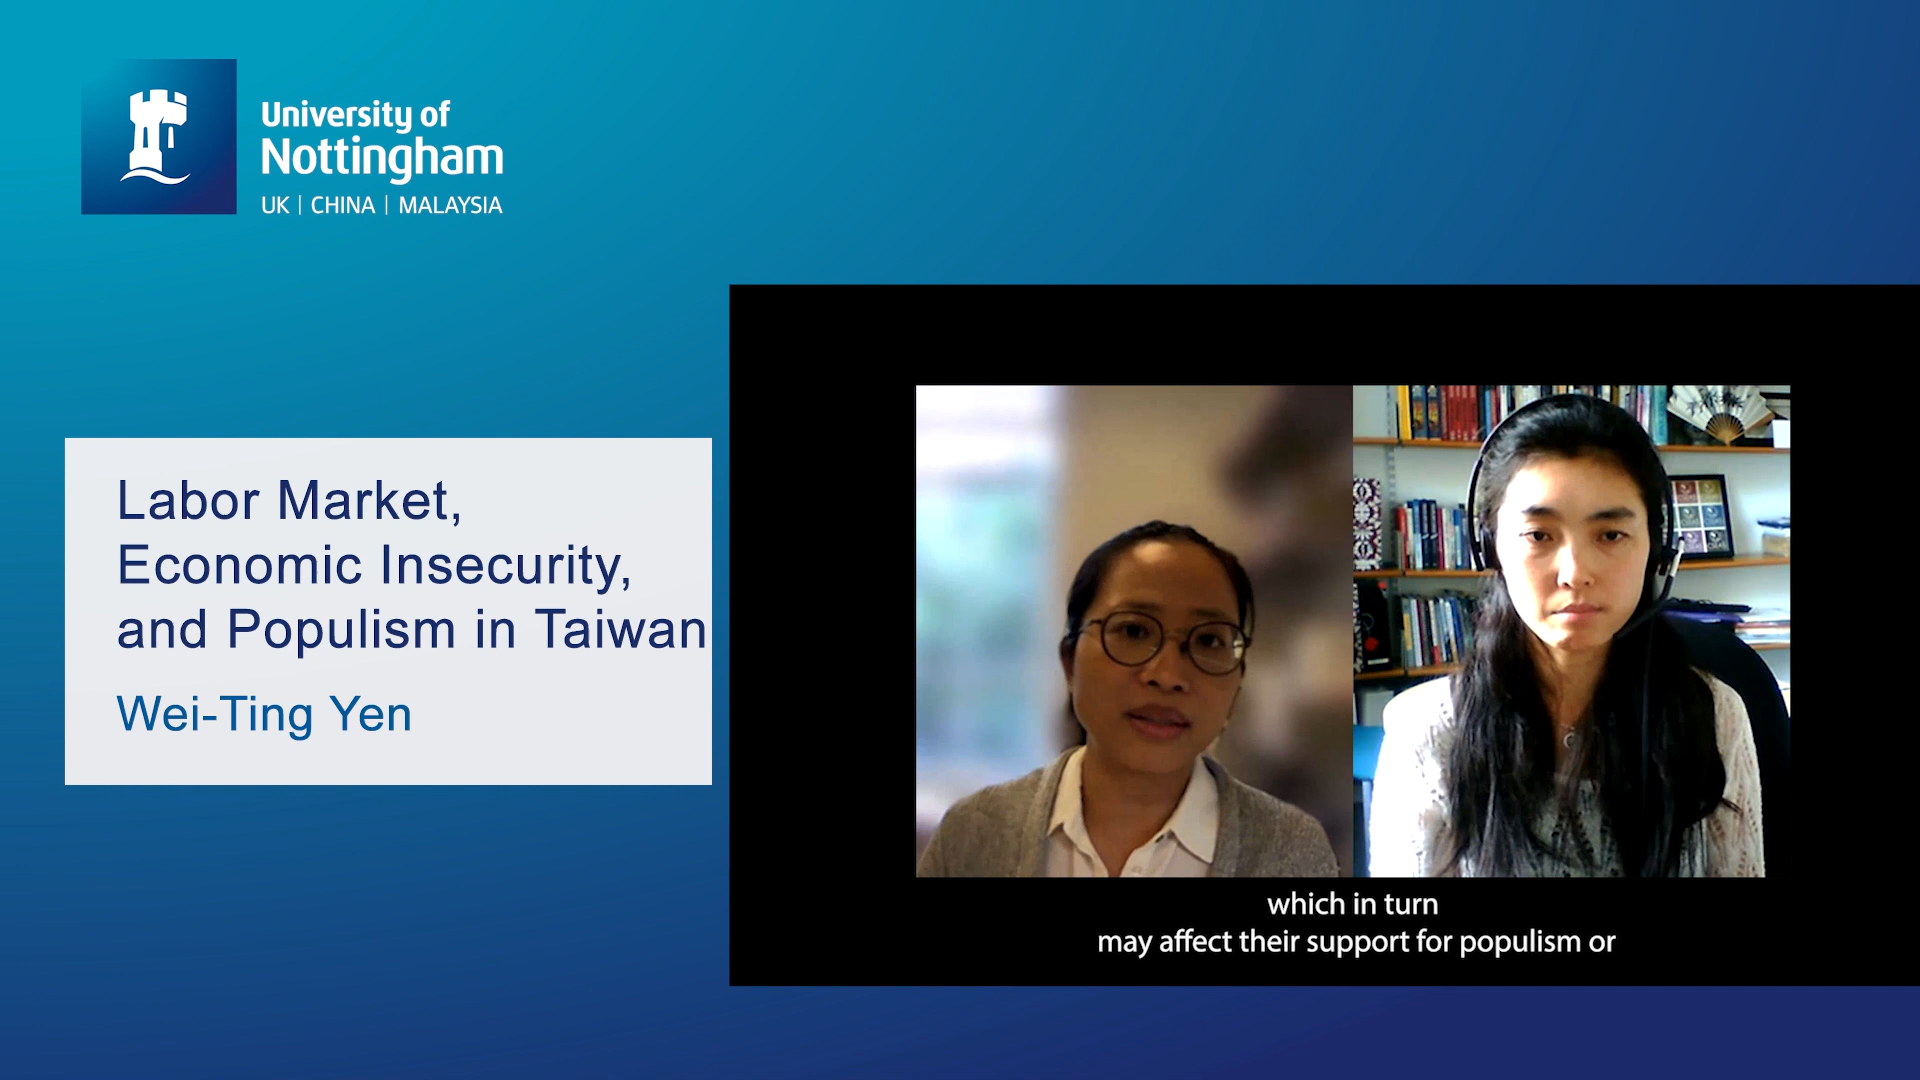 University of
Nottingham
UK | CHINA | MALAYSIA
Labor Market,
Economic Insecurity,
and Populism in Taiwan
Wei-Ting Yen
which in turn
may affect their support for populism or